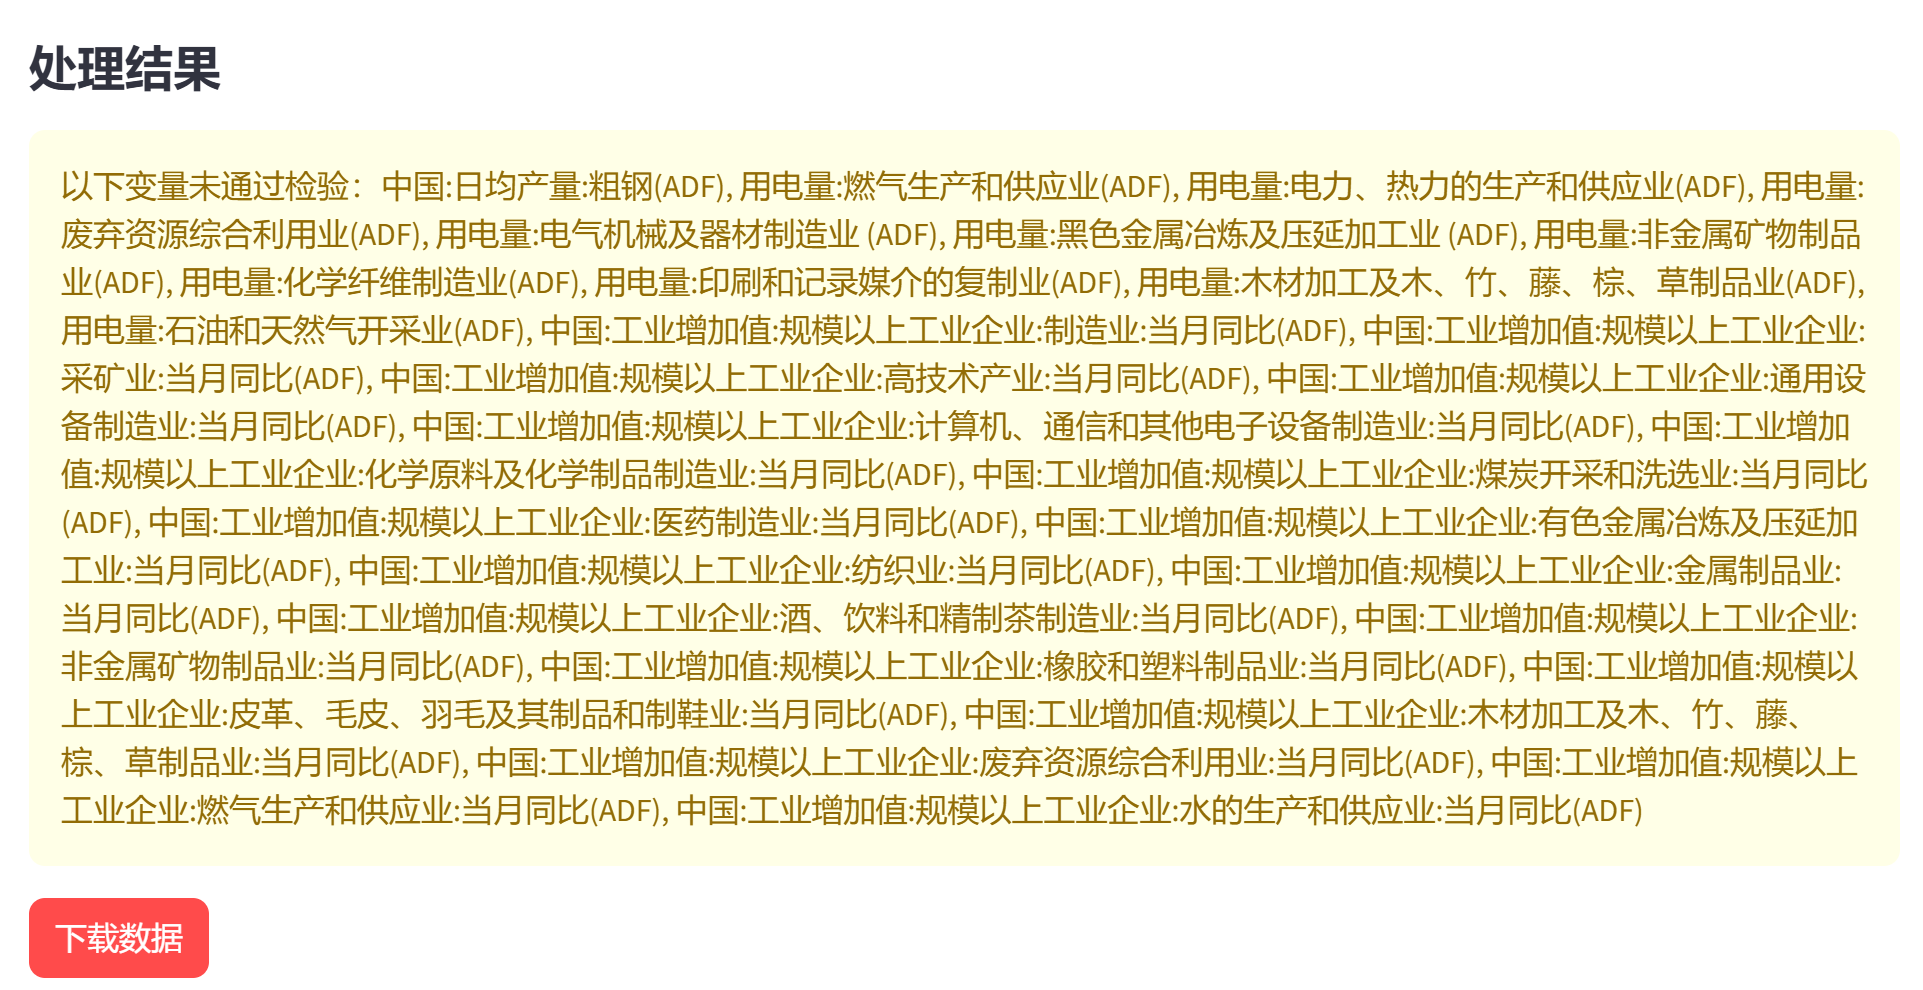 处理结果
以下变量未通过检验：中国:日均产量:粗钢(ADF), 用电量:燃气生产和供应业(ADF), 用电量:电力、热力的生产和供应业(ADF), 用电量:
废弃资源综合利用业(ADF), 用电量:电气机械及器材制造业 (ADF), 用电量:黑色金属冶炼及压延加工业 (ADF), 用电量:非金属矿物制品
业(ADF), 用电量:化学纤维制造业(ADF), 用电量:印刷和记录媒介的复制业(ADF), 用电量:木材加工及木、竹、藤、棕、草制品业(ADF),
用电量:石油和天然气开采业(ADF), 中国:工业增加值:规模以上工业企业:制造业:当月同比(ADF), 中国:工业增加值:规模以上工业企业:
采矿业:当月同比(ADF), 中国:工业增加值:规模以上工业企业:高技术产业:当月同比(ADF), 中国:工业增加值:规模以上工业企业:通用设
备制造业:当月同比(ADF), 中国:工业增加值:规模以上工业企业:计算机、通信和其他电子设备制造业:当月同比(ADF), 中国:工业增加
值:规模以上工业企业:化学原料及化学制品制造业:当月同比(ADF), 中国:工业增加值:规模以上工业企业:煤炭开采和洗选业:当月同比
(ADF), 中国:工业增加值:规模以上工业企业:医药制造业:当月同比(ADF), 中国:工业增加值:规模以上工业企业:有色金属冶炼及压延加
工业:当月同比(ADF), 中国:工业增加值:规模以上工业企业:纺织业:当月同比(ADF), 中国:工业增加值:规模以上工业企业:金属制品业:
当月同比(ADF), 中国:工业增加值:规模以上工业企业:酒、饮料和精制茶制造业:当月同比(ADF), 中国:工业增加值:规模以上工业企业:
非金属矿物制品业:当月同比(ADF), 中国:工业增加值:规模以上工业企业:橡胶和塑料制品业:当月同比(ADF), 中国:工业增加值:规模以
上工业企业:皮革、毛皮、羽毛及其制品和制鞋业:当月同比(ADF), 中国:工业增加值:规模以上工业企业:木材加工及木、竹、藤、
棕、草制品业:当月同比(ADF), 中国:工业增加值:规模以上工业企业:废弃资源综合利用业:当月同比(ADF), 中国:工业增加值:规模以上
工业企业:燃气生产和供应业:当月同比(ADF), 中国:工业增加值:规模以上工业企业:水的生产和供应业:当月同比(ADF)
下载数据